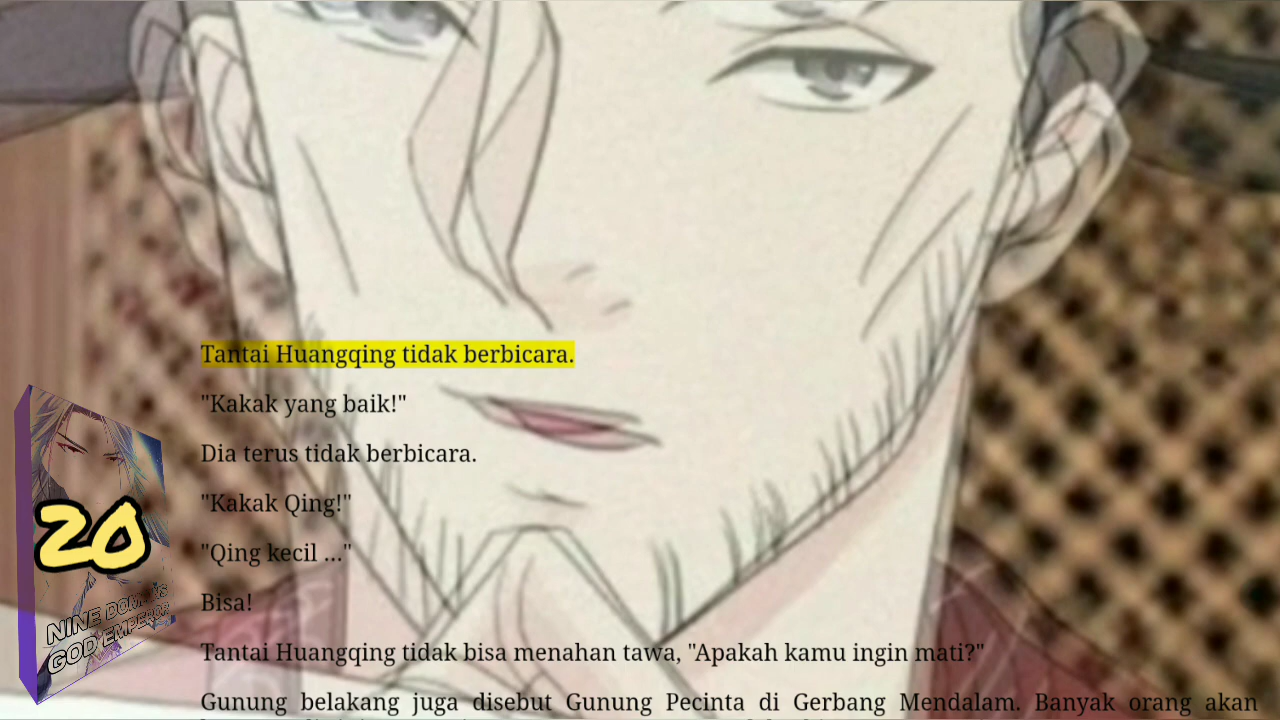 Tantai Huangqing tidak berbicara.
"Kakak yang baik!"
Dia terus tidak berbicara.
"Kakak Qing!"
"Qing kecil ..."
Bisa!
Tantai Huangqing tidak bisa menahan tawa, "Apakah kamu ingin mati?"
Gunung belakang juga disebut Gunung Pecinta di Gerbang Mendalam. Banyak orang akan
20
NINE DOMAINS
GOD EMPEROR